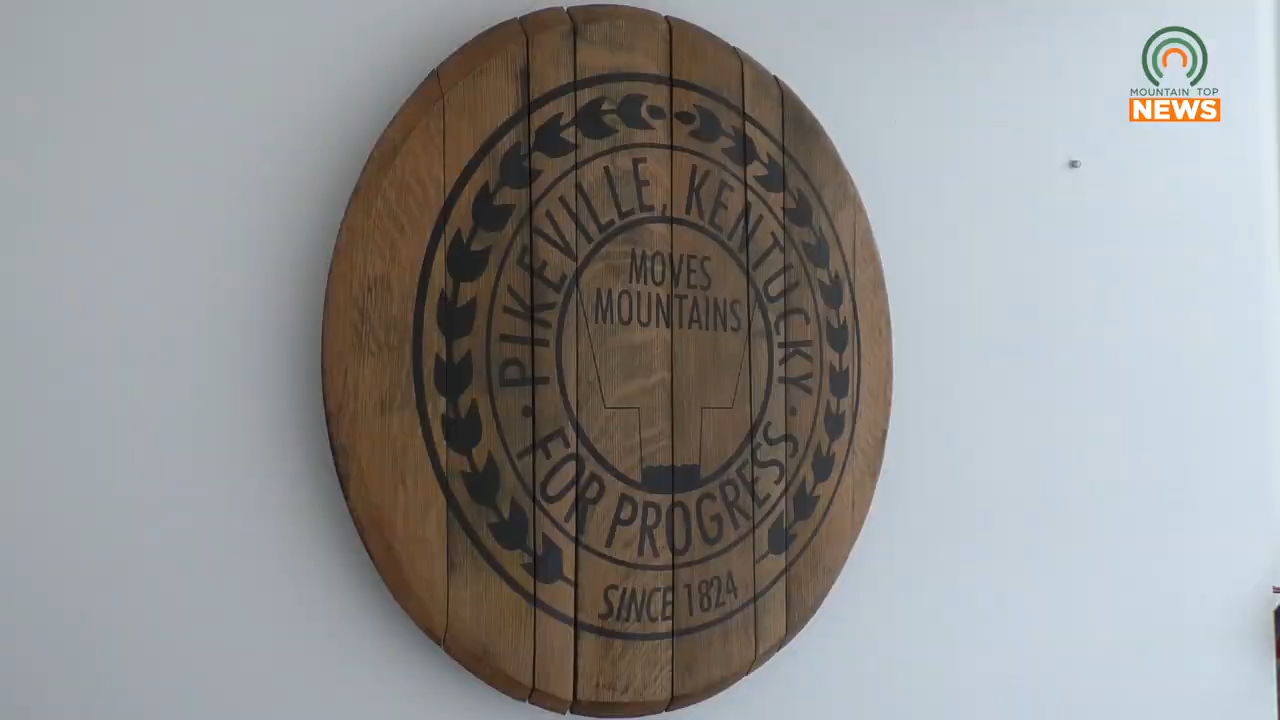 MOUNTAIN TOP
NEWS
PIKEVILLE, KENTUCKY
MOVES
MOUNTAINS
· FOR PROGRESS ·
SINCE 1824